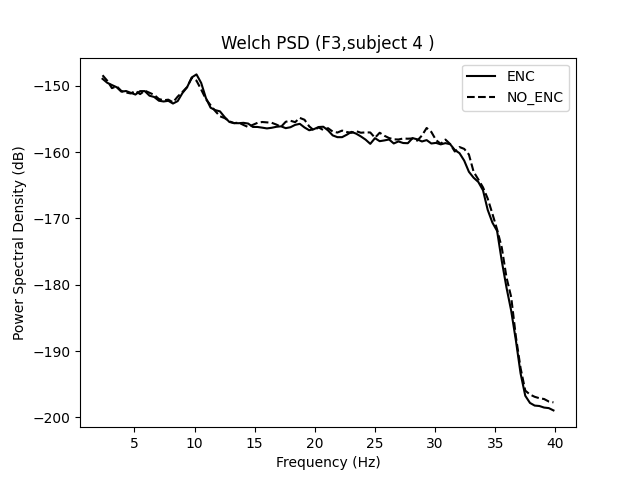 Welch PSD (F3,subject 4 )
ENC
NO_ENC
Power Spectral Density (dB)
−150
−160
−170
−180
−190
−200
5 10 15 20 25 30 35 40
Frequency (Hz)